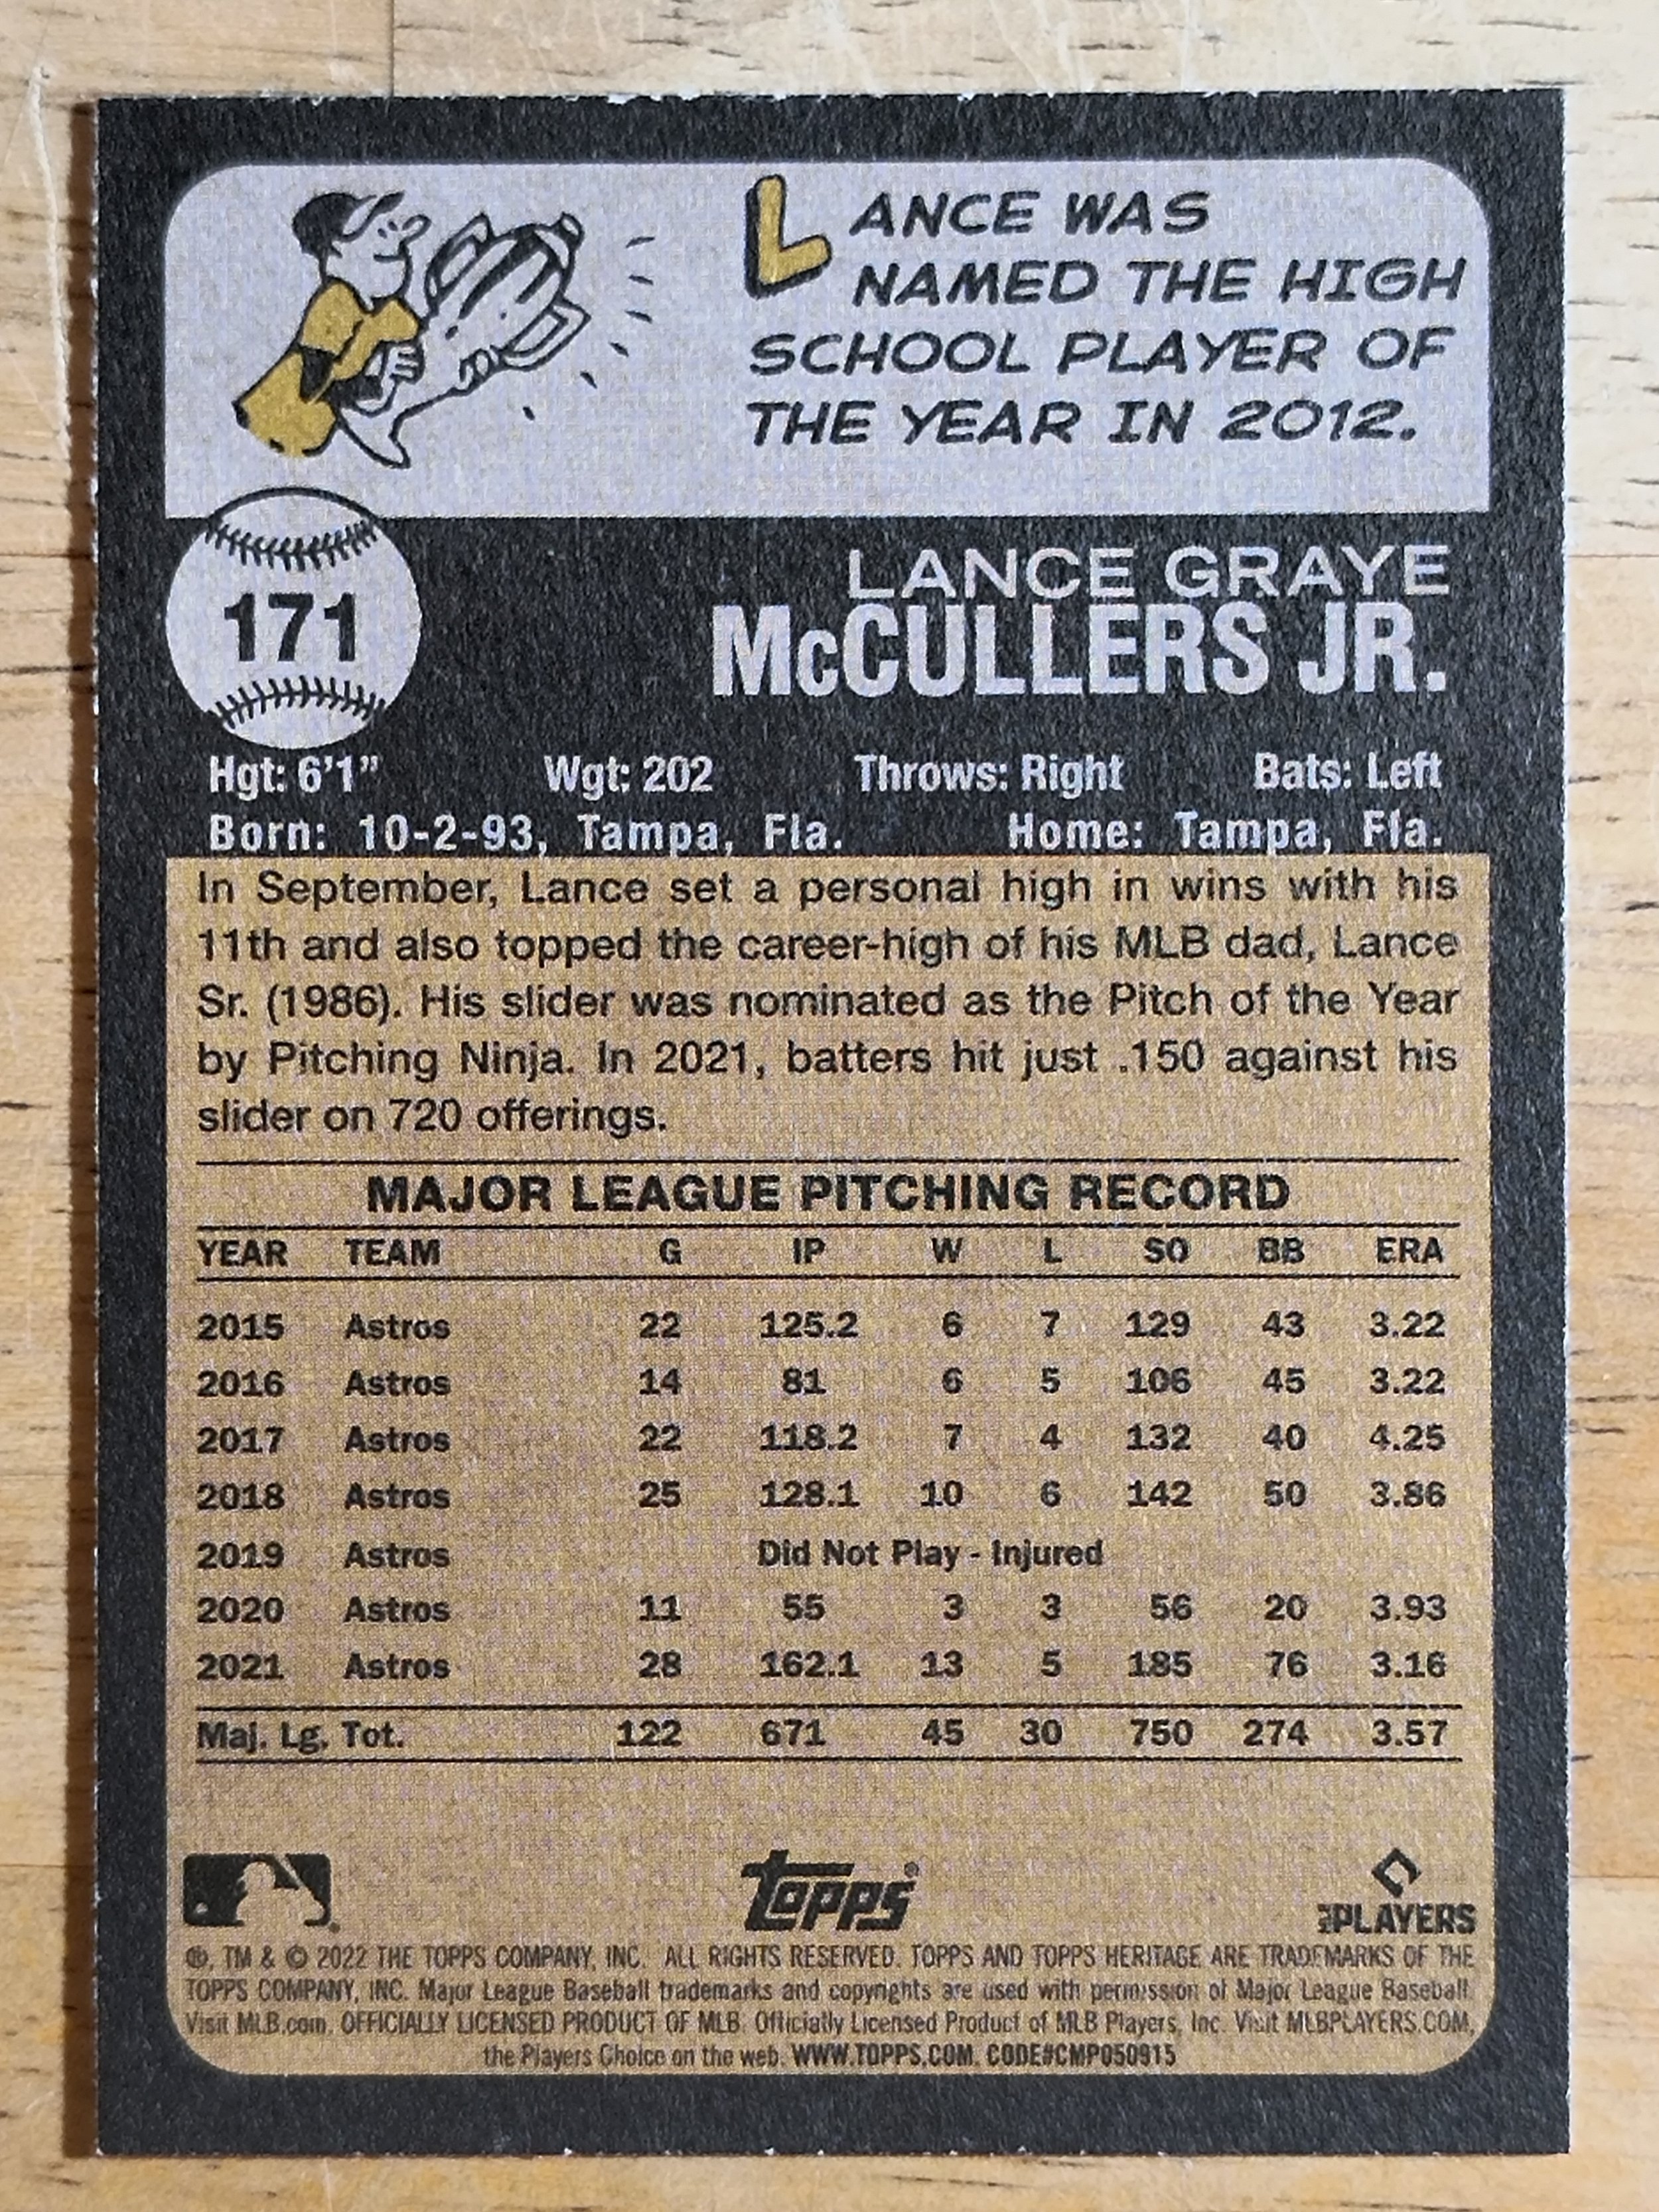 LANCE WAS
NAMED THE HIGH
SCHOOL PLAYER OF
THE YEAR IN 2012.
171
LANCE GRAYE
McCULLERS JR.
Hgt: 6'1” Wgt: 202 Throws: Right Bats: Left
Born: 10-2-93, Tampa, Fla. Home: Tampa, Fla.
In September, Lance set a personal high in wins with his
11th and also topped the career-high of his MLB dad, Lance
Sr. (1986). His slider was nominated as the Pitch of the Year
by Pitching Ninja. In 2021, batters hit just .150 against his
slider on 720 offerings.
MAJOR LEAGUE PITCHING RECORD
YEAR TEAM G IP W L SO BB ERA
2015 Astros 22 125.2 6 7 129 43 3.22
2016 Astros 14 81 6 5 106 45 3.22
2017 Astros 22 118.2 7 4 132 40 4.25
2018 Astros 25 128.1 10 6 142 50 3.86
2019 Astros Did Not Play - Injured
2020 Astros 11 55 3 3 56 20 3.93
2021 Astros 28 162.1 13 5 185 76 3.16
Maj. Lg. Tot. 122 671 45 30 750 274 3.57
topps®
PLAYERS
®, TM & © 2022 THE TOPPS COMPANY, INC. ALL RIGHTS RESERVED. TOPPS AND TOPPS HERITAGE ARE TRADEMARKS OF THE
TOPPS COMPANY, INC. Major League Baseball trademarks and copyrights are used with permission of Major League Baseball.
Visit MLB.com. OFFICIALLY LICENSED PRODUCT OF MLB. Officially Licensed Product of MLB Players, Inc. Visit MLBPLAYERS.COM,
the Players Choice on the web. WWW.TOPPS.COM. CODE#CMP050915